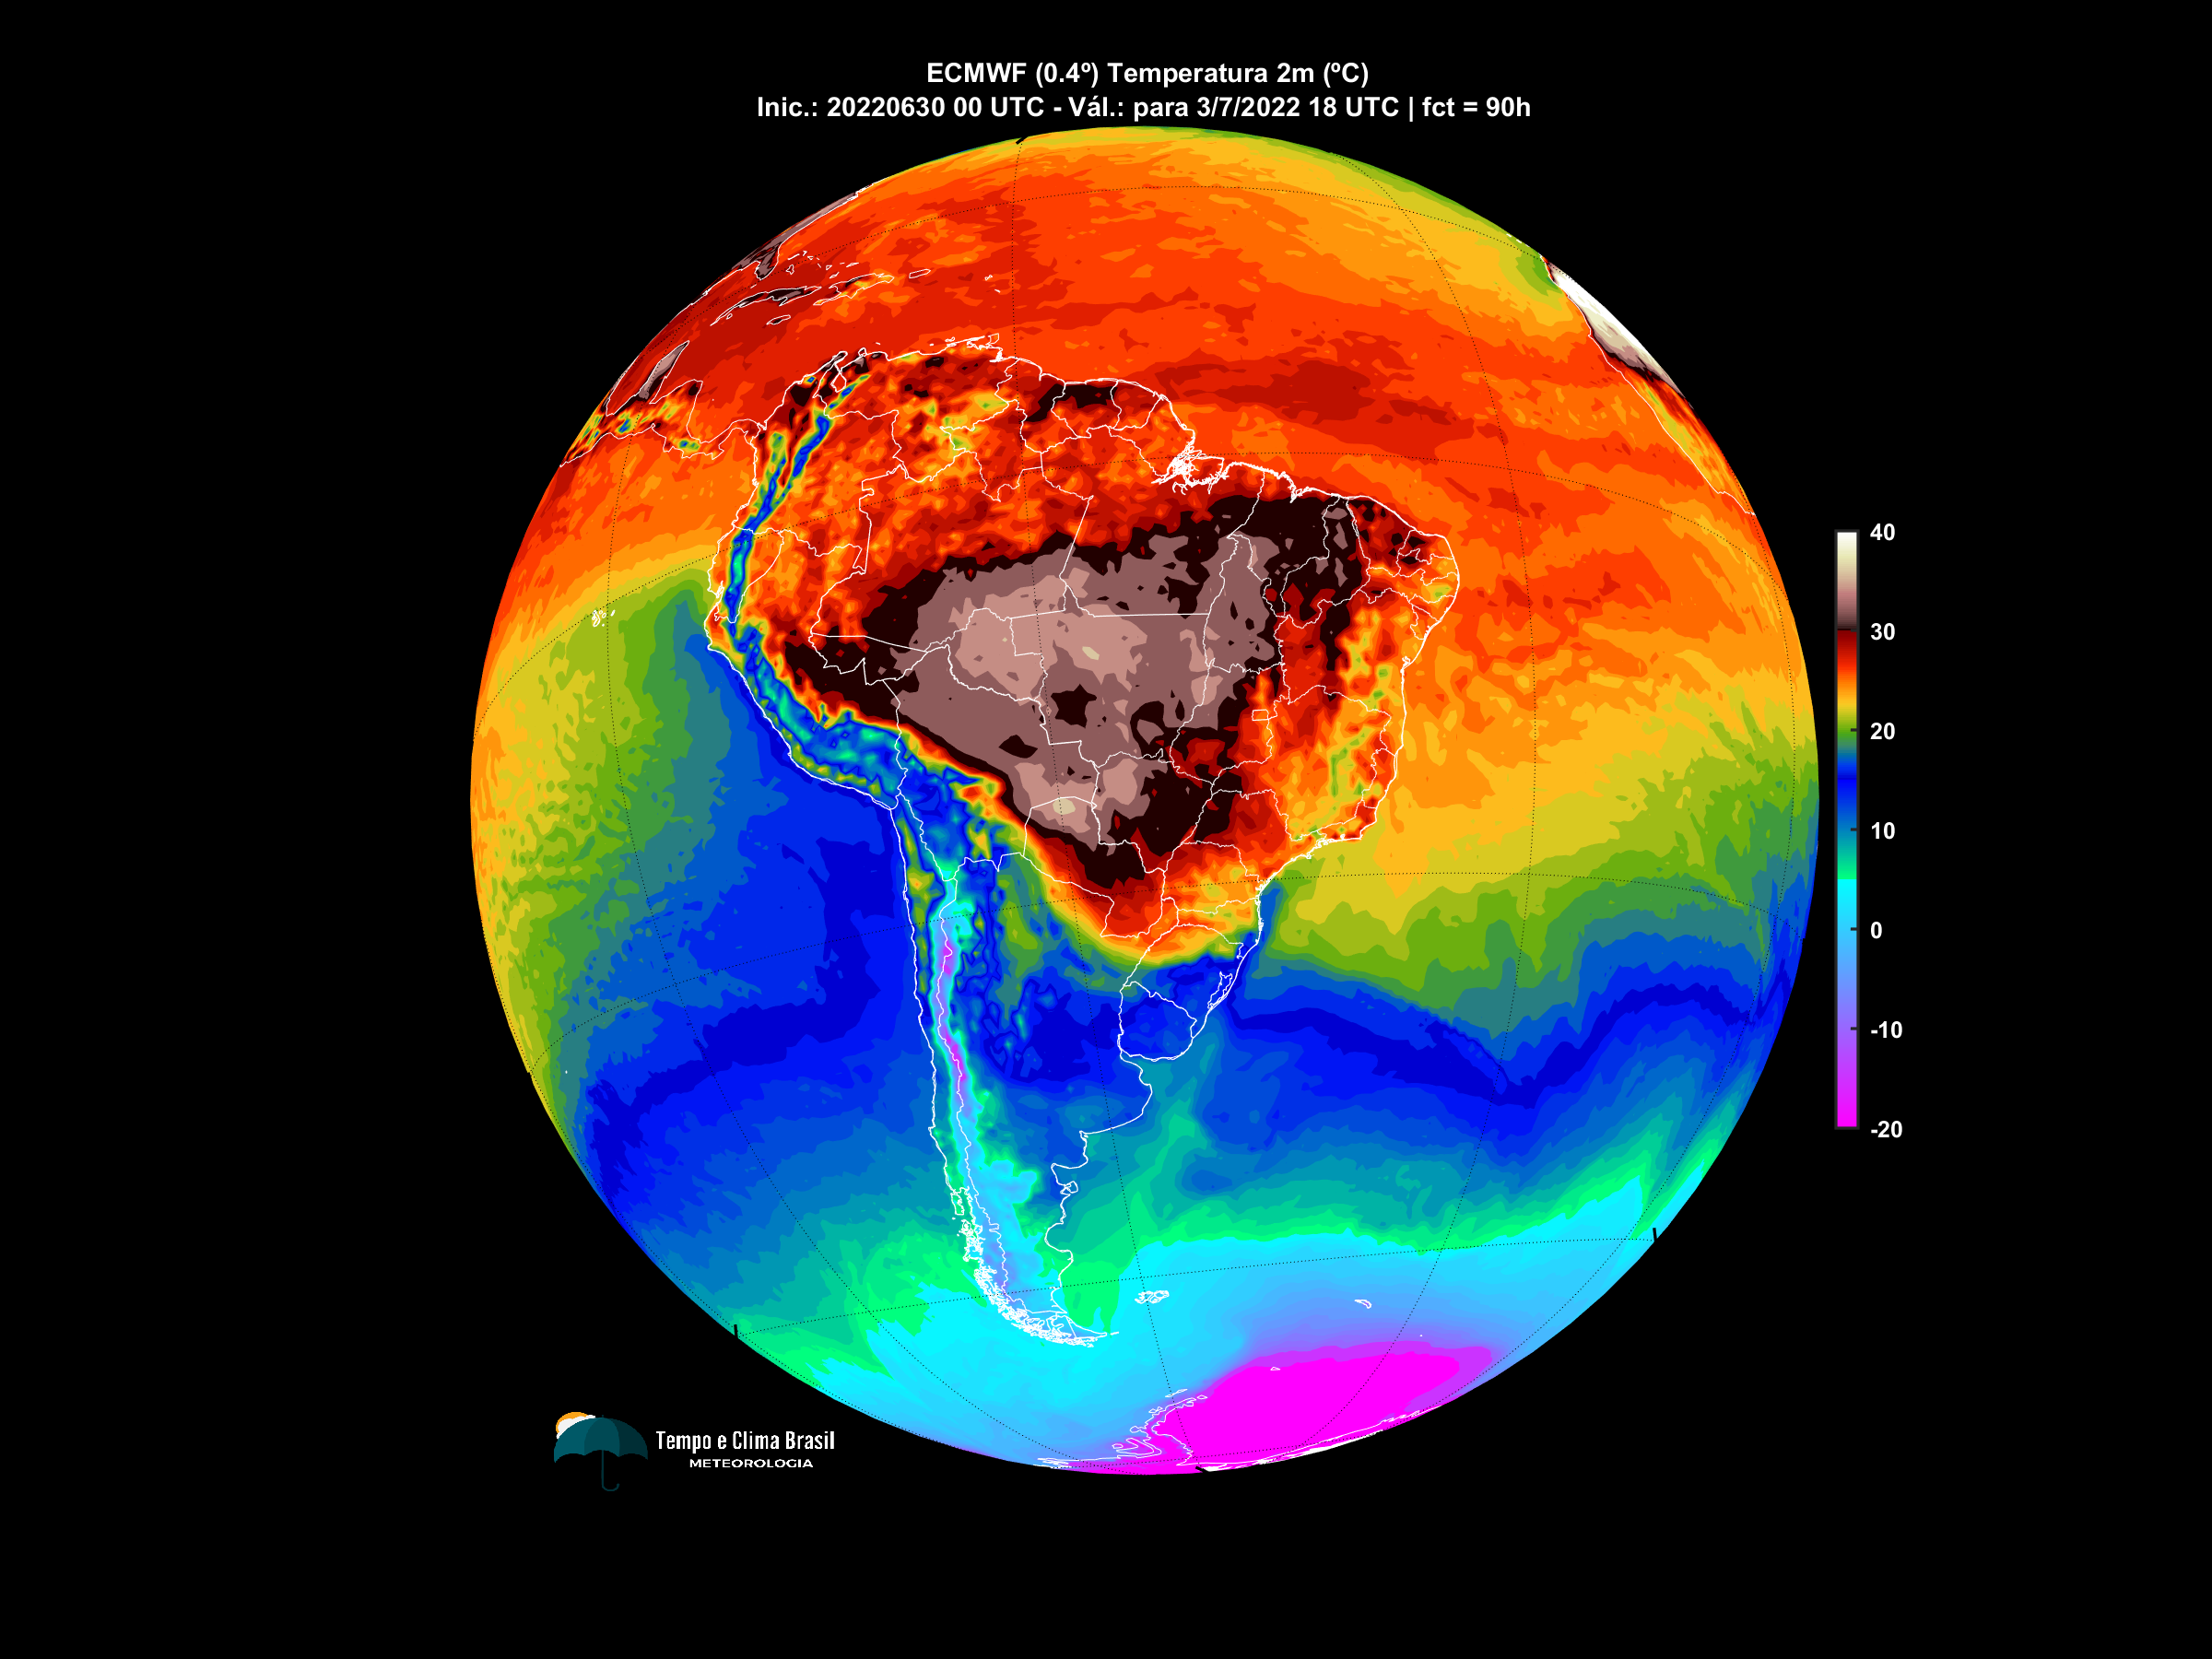 ECMWF (0.4º) Temperatura 2m (ºC)
Inic.: 20220630 00 UTC - Vál.: para 3/7/2022 18 UTC | fct = 90h
40
30
20
10
0
-10
-20
Tempo e Clima Brasil
METEOROLOGIA